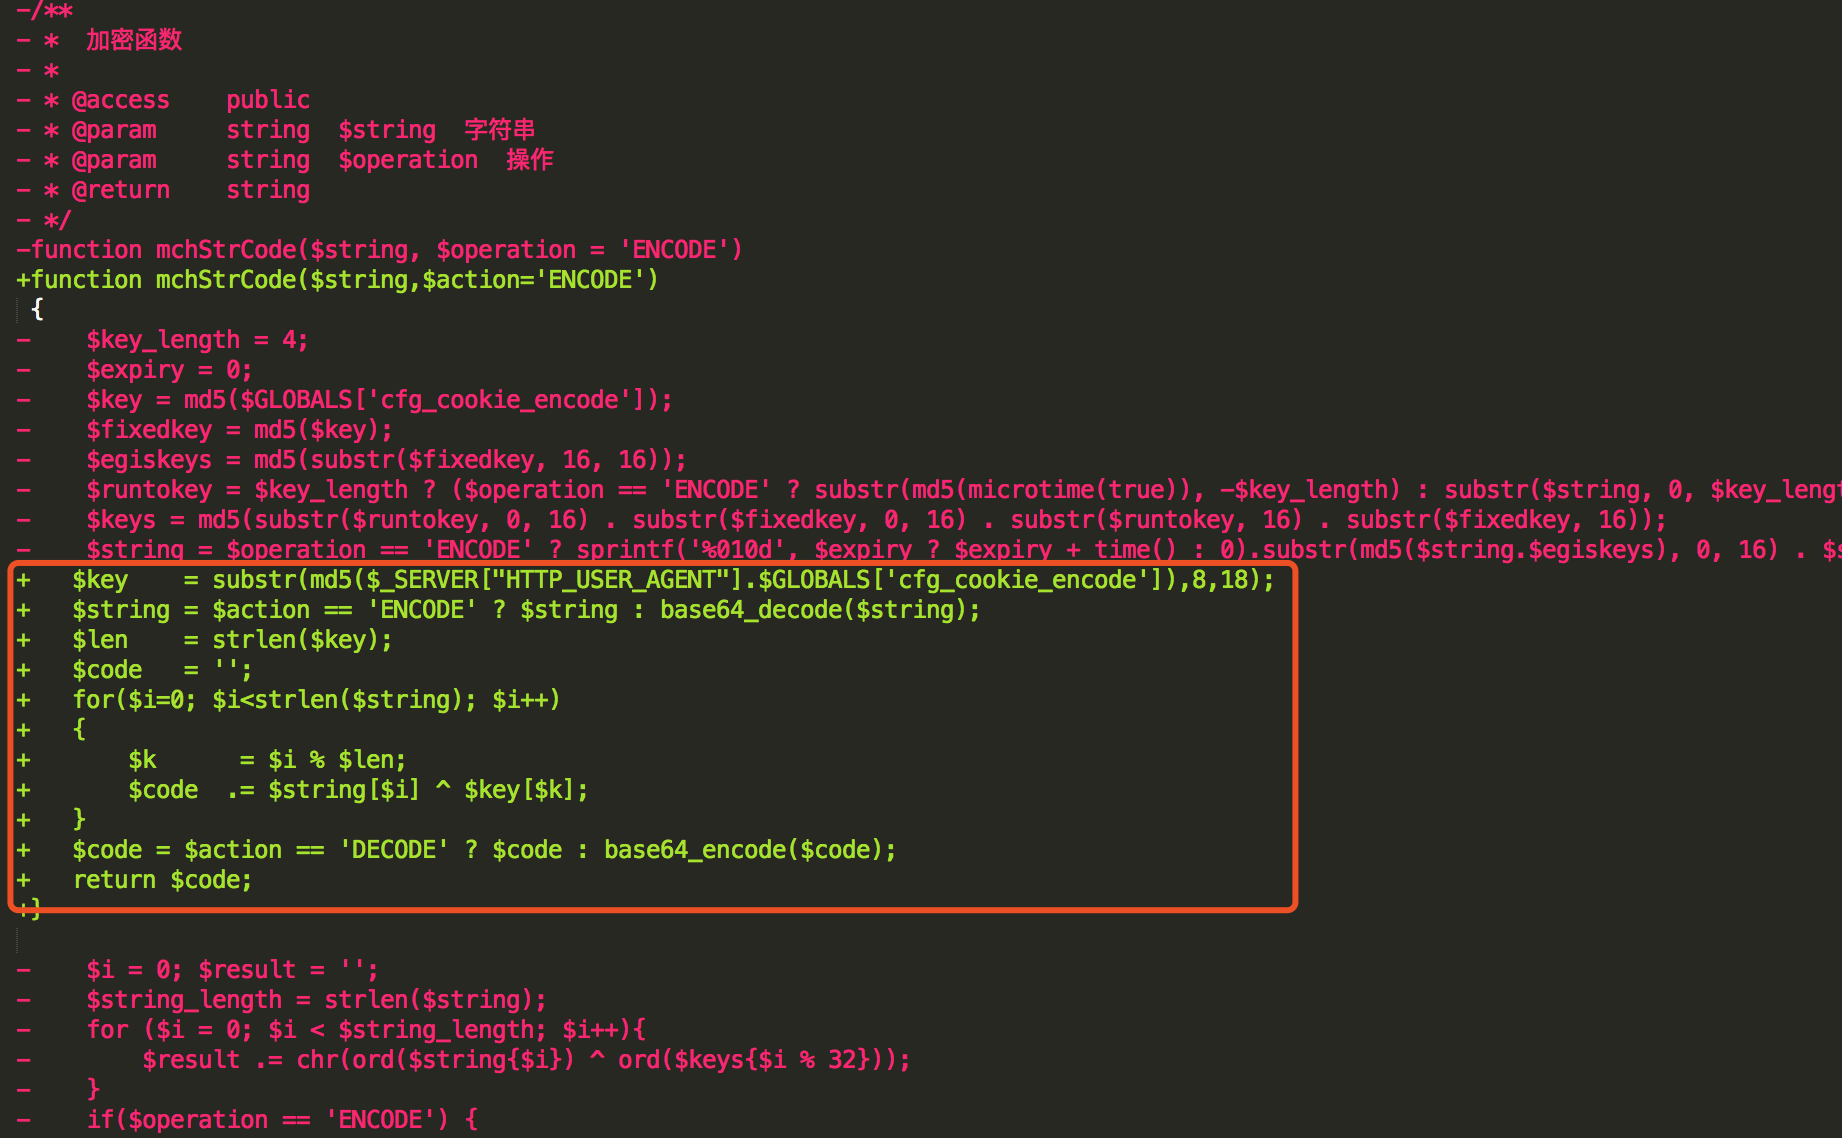 -/**
- *  加密函数
- *
- * @access    public
- * @param     string  $string  字符串
- * @param     string  $operation  操作
- * @return    string
- */
-function mchStrCode($string, $operation = 'ENCODE')
+function mchStrCode($string,$action='ENCODE')
 {
-    $key_length = 4;
-    $expiry = 0;
-    $key = md5($GLOBALS['cfg_cookie_encode']);
-    $fixedkey = md5($key);
-    $egiskeys = md5(substr($fixedkey, 16, 16));
-    $runtokey = $key_length ? ($operation == 'ENCODE' ? substr(md5(microtime(true)), -$key_length) : substr($string, 0, $key_lengt
-    $keys = md5(substr($runtokey, 0, 16) . substr($fixedkey, 0, 16) . substr($runtokey, 16) . substr($fixedkey, 16));
-    $string = $operation == 'ENCODE' ? sprintf('%010d', $expiry ? $expiry + time() : 0).substr(md5($string.$egiskeys), 0, 16) . $s
+   $key    = substr(md5($_SERVER["HTTP_USER_AGENT"].$GLOBALS['cfg_cookie_encode']),8,18);
+   $string = $action == 'ENCODE' ? $string : base64_decode($string);
+   $len    = strlen($key);
+   $code   = '';
+   for($i=0; $i<strlen($string); $i++)
+   {
+       $k      = $i % $len;
+       $code  .= $string[$i] ^ $key[$k];
+   }
+   $code = $action == 'DECODE' ? $code : base64_encode($code);
+   return $code;
+}
-    $i = 0; $result = '';
-    $string_length = strlen($string);
-    for ($i = 0; $i < $string_length; $i++){
-        $result .= chr(ord($string{$i}) ^ ord($keys{$i % 32}));
-    }
-    if($operation == 'ENCODE') {